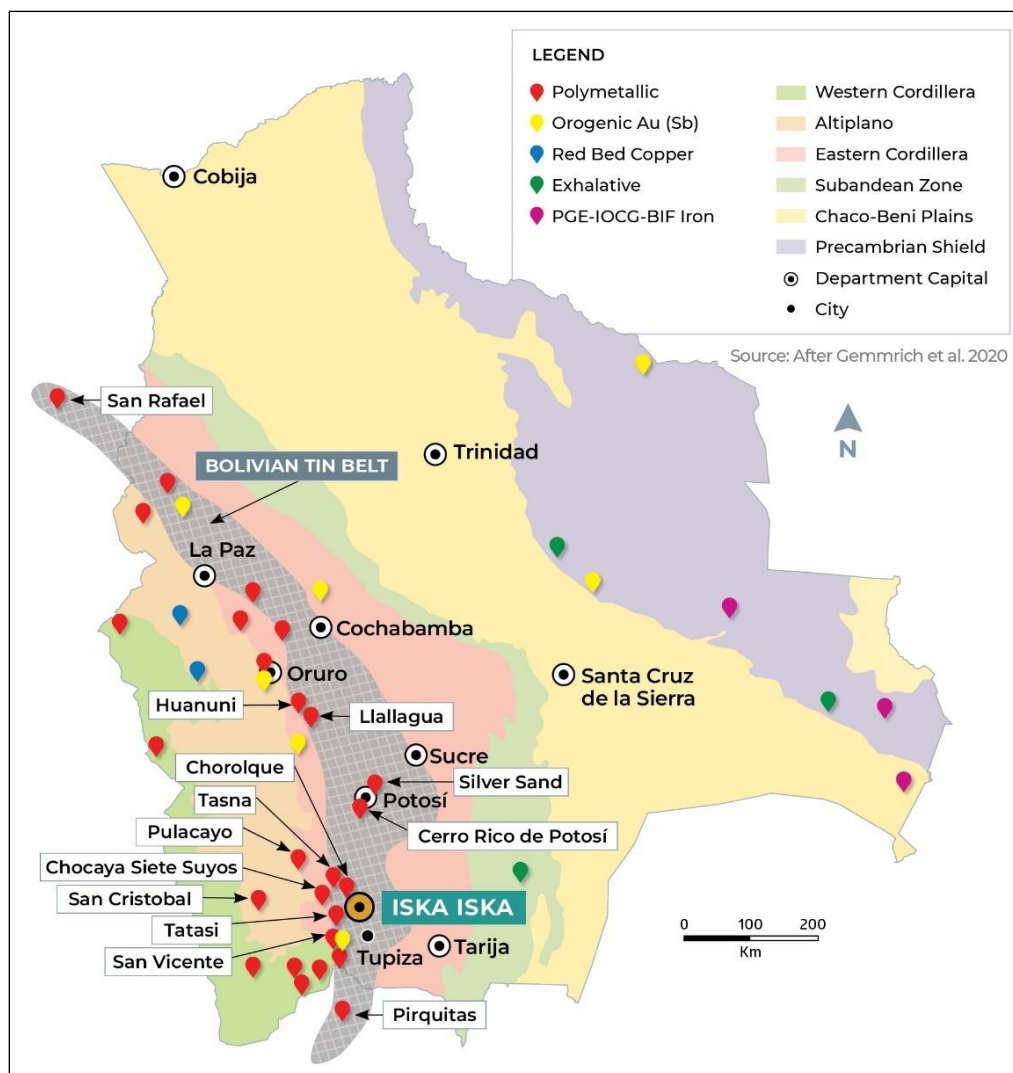 LEGEND
Polymetallic
Orogenic Au (Sb)
Red Bed Copper
Exhalative
PGE-IOCG-BIF Iron
Western Cordillera
Altiplano
Eastern Cordillera
Subandean Zone
Chaco-Beni Plains
Precambrian Shield
Department Capital
City
Source: After Gemmrich et al. 2020
N
Cobija
San Rafael
Trinidad
BOLIVIAN TIN BELT
La Paz
Cochabamba
Oruro
Santa Cruz
de la Sierra
Huanuni
Llallagua
Sucre
Chorolque
Silver Sand
Tasna
Potosí
Pulacayo
Cerro Rico de Potosí
Chocaya Siete Suyos
San Cristobal
ISKA ISKA
Tatasi
Tupiza
Tarija
San Vicente
Pirquitas
0 100 200
Km